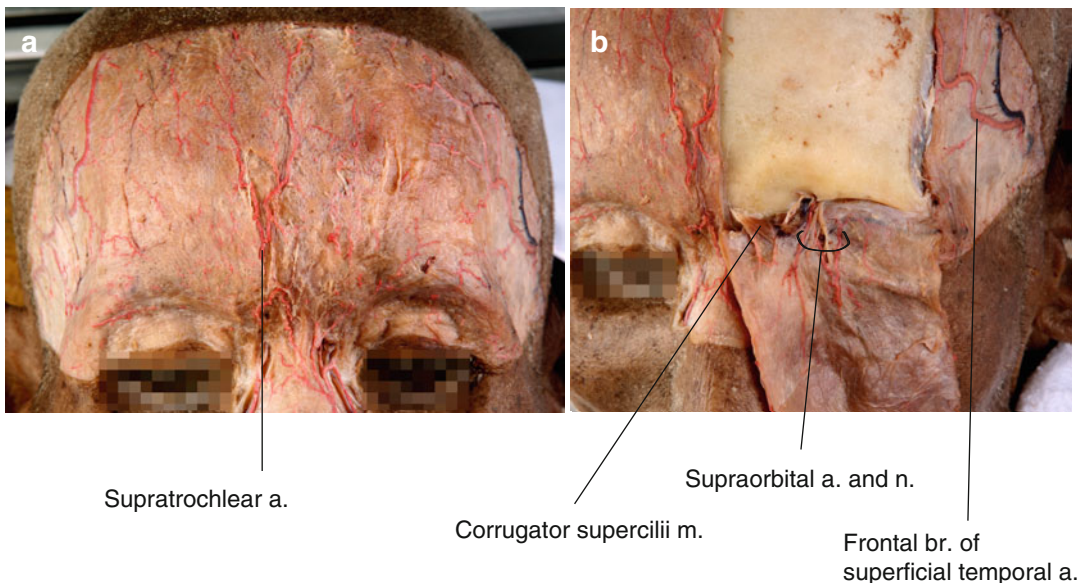 a
b
Supratrochlear a.
Supraorbital a. and n.
Corrugator supercilii m.
Frontal br. of
superficial temporal a.